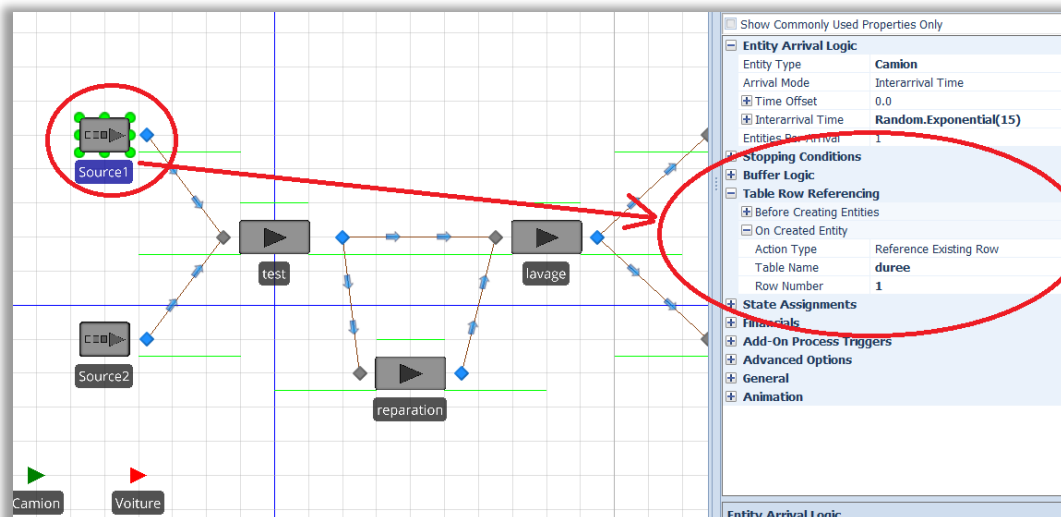 Source1
test
lavage
Source2
reparation
Camion
Voiture
Show Commonly Used Properties Only
Entity Arrival Logic
Entity Type Camion
Arrival Mode Interarrival Time
Time Offset 0.0
Interarrival Time Random.Exponential(15)
Entities Per Arrival 1
Stopping Conditions
Buffer Logic
Table Row Referencing
Before Creating Entities
On Created Entity
Action Type Reference Existing Row
Table Name duree
Row Number 1
State Assignments
Financials
Add-On Process Triggers
Advanced Options
General
Animation
Entity Arrival Logic